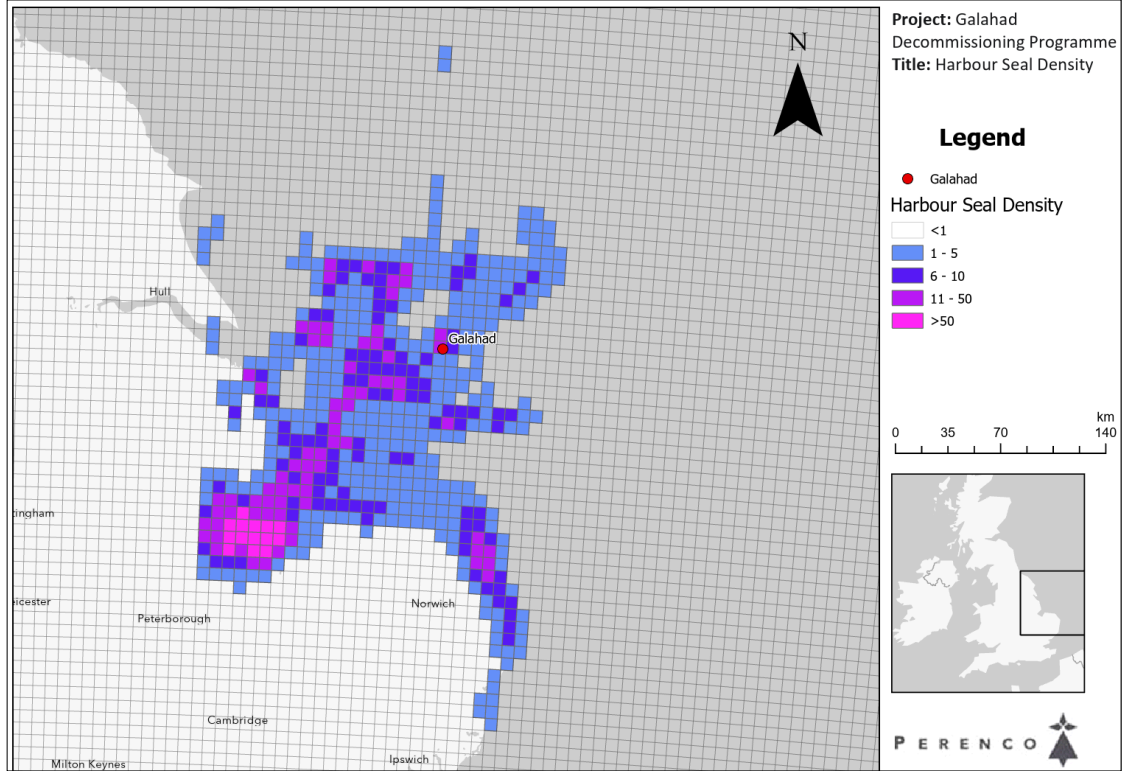 Project: Galahad
Decommissioning Programme
Title: Harbour Seal Density
N
Legend
Galahad
Harbour Seal Density
<1
1 - 5
6 - 10
11 - 50
>50
Hull
Galahad
km
0 35 70 140
tingham
eicester
Norwich
Peterborough
Cambridge
Ipswich
Milton Keynes
PERENCO